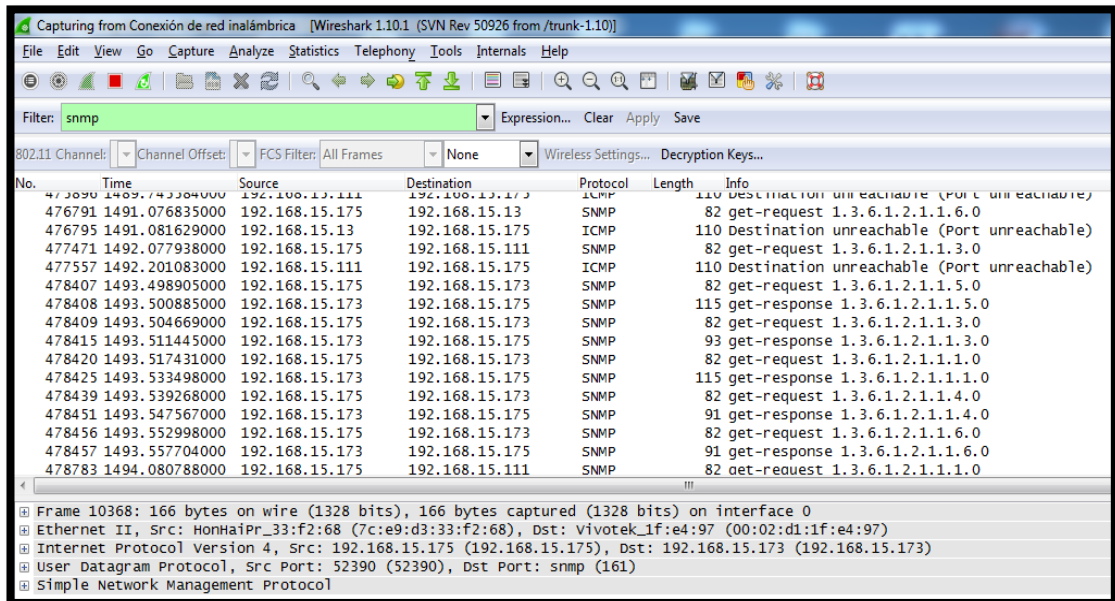 Capturing from Conexión de red inalámbrica [Wireshark 1.10.1 (SVN Rev 50926 from /trunk-1.10)]
File Edit View Go Capture Analyze Statistics Telephony Tools Internals Help
Filter: snmp Expression... Clear Apply Save
802.11 Channel: Channel Offset: FCS Filter: All Frames None Wireless Settings... Decryption Keys...
No. Time Source Destination Protocol Length Info
475896 1489.745584000 192.168.15.111 192.168.15.175 ICMP 110 Destination unreachable (Port unreachable)
476791 1491.076835000 192.168.15.175 192.168.15.13 SNMP 82 get-request 1.3.6.1.2.1.1.6.0
476795 1491.081629000 192.168.15.13 192.168.15.175 ICMP 110 Destination unreachable (Port unreachable)
477471 1492.077938000 192.168.15.175 192.168.15.111 SNMP 82 get-request 1.3.6.1.2.1.1.3.0
477557 1492.201083000 192.168.15.111 192.168.15.175 ICMP 110 Destination unreachable (Port unreachable)
478407 1493.498905000 192.168.15.175 192.168.15.173 SNMP 82 get-request 1.3.6.1.2.1.1.5.0
478408 1493.500885000 192.168.15.173 192.168.15.175 SNMP 115 get-response 1.3.6.1.2.1.1.5.0
478409 1493.504669000 192.168.15.175 192.168.15.173 SNMP 82 get-request 1.3.6.1.2.1.1.3.0
478415 1493.511445000 192.168.15.173 192.168.15.175 SNMP 93 get-response 1.3.6.1.2.1.1.3.0
478420 1493.517431000 192.168.15.175 192.168.15.173 SNMP 82 get-request 1.3.6.1.2.1.1.1.0
478425 1493.533498000 192.168.15.173 192.168.15.175 SNMP 115 get-response 1.3.6.1.2.1.1.1.0
478439 1493.539268000 192.168.15.175 192.168.15.173 SNMP 82 get-request 1.3.6.1.2.1.1.4.0
478451 1493.547567000 192.168.15.173 192.168.15.175 SNMP 91 get-response 1.3.6.1.2.1.1.4.0
478456 1493.552998000 192.168.15.175 192.168.15.173 SNMP 82 get-request 1.3.6.1.2.1.1.6.0
478457 1493.557704000 192.168.15.173 192.168.15.175 SNMP 91 get-response 1.3.6.1.2.1.1.6.0
478783 1494.080788000 192.168.15.175 192.168.15.111 SNMP 82 get-request 1.3.6.1.2.1.1.1.0
Frame 10368: 166 bytes on wire (1328 bits), 166 bytes captured (1328 bits) on interface 0
Ethernet II, Src: HonHaiPr_33:f2:68 (7c:e9:d3:33:f2:68), Dst: Vivotek_1f:e4:97 (00:02:d1:1f:e4:97)
Internet Protocol Version 4, Src: 192.168.15.175 (192.168.15.175), Dst: 192.168.15.173 (192.168.15.173)
User Datagram Protocol, Src Port: 52390 (52390), Dst Port: snmp (161)
Simple Network Management Protocol